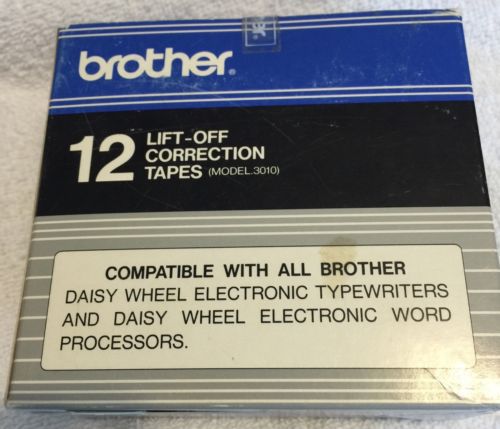 brother®
12 LIFT-OFF
CORRECTION
TAPES (MODEL.3010)
COMPATIBLE WITH ALL BROTHER
DAISY WHEEL ELECTRONIC TYPEWRITERS
AND DAISY WHEEL ELECTRONIC WORD
PROCESSORS.